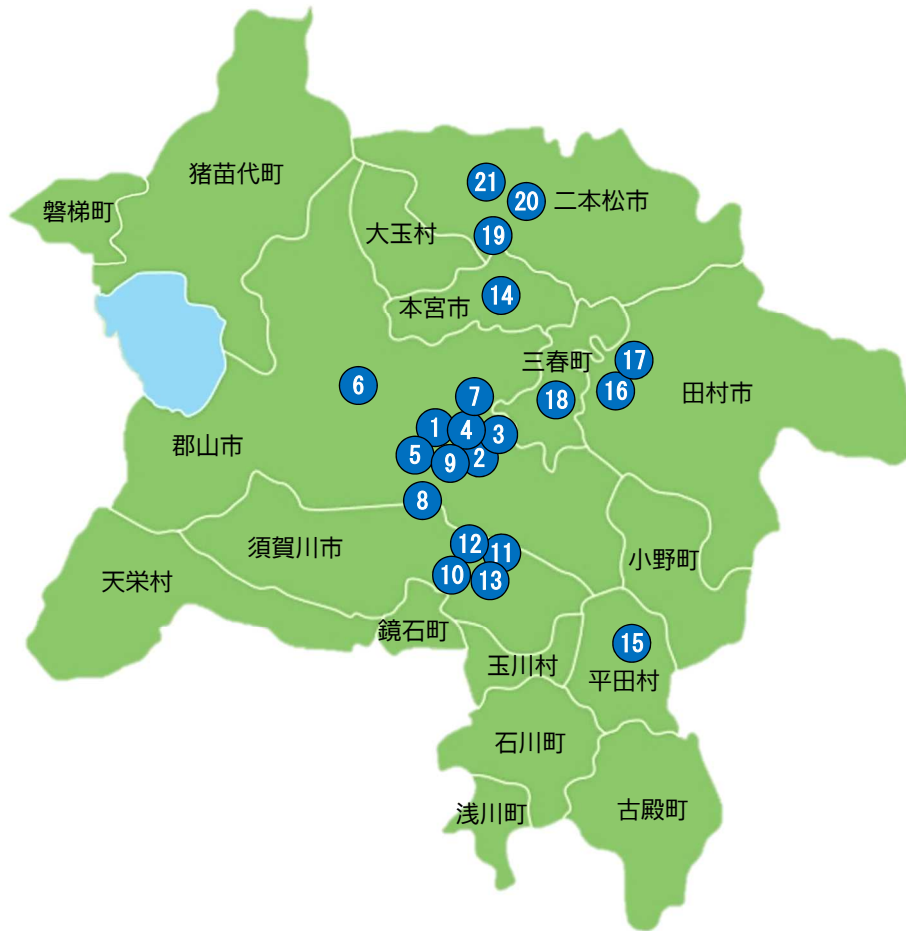 猪苗代町
磐梯町
21
20
二本松市
大玉村
19
本宮市
14
三春町
17
6
16
田村市
7
18
1
4
3
郡山市
5
9
2
8
須賀川市
12
11
小野町
天栄村
10
13
鏡石町
15
玉川村
平田村
石川町
浅川町
古殿町